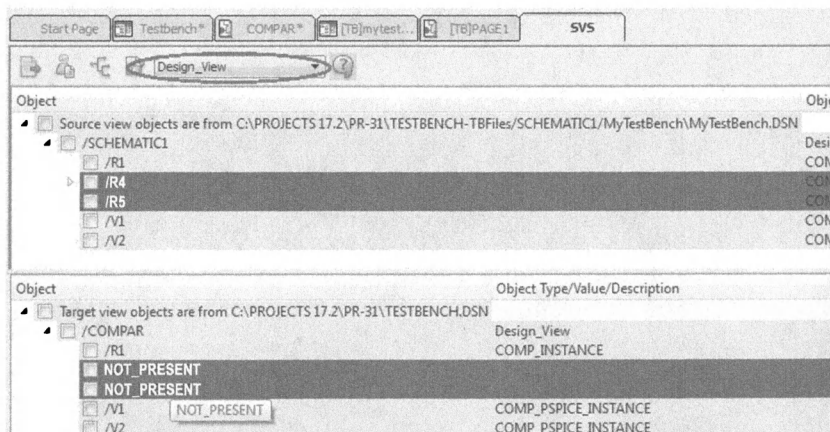 Start Page Testbench* COMPAR* [TB]mytest... [TB]PAGE1 SVS
Design_View
Object Obj
Source view objects are from C:\PROJECTS 17.2\PR-31\TESTBENCH-TBFiles/SCHEMATIC1/MyTestBench\MyTestBench.DSN
/SCHEMATIC1 Desi
/R1 COM
/R4 COM
/R5 COM
/V1 COM
/V2 COM
Object Object Type/Value/Description
Target view objects are from C:\PROJECTS 17.2\PR-31\TESTBENCH.DSN
/COMPAR Design_View
/R1 COMP_INSTANCE
NOT_PRESENT
NOT_PRESENT
/V1 NOT_PRESENT COMP_PSPICE_INSTANCE
/V2 COMP_PSPICE_INSTANCE